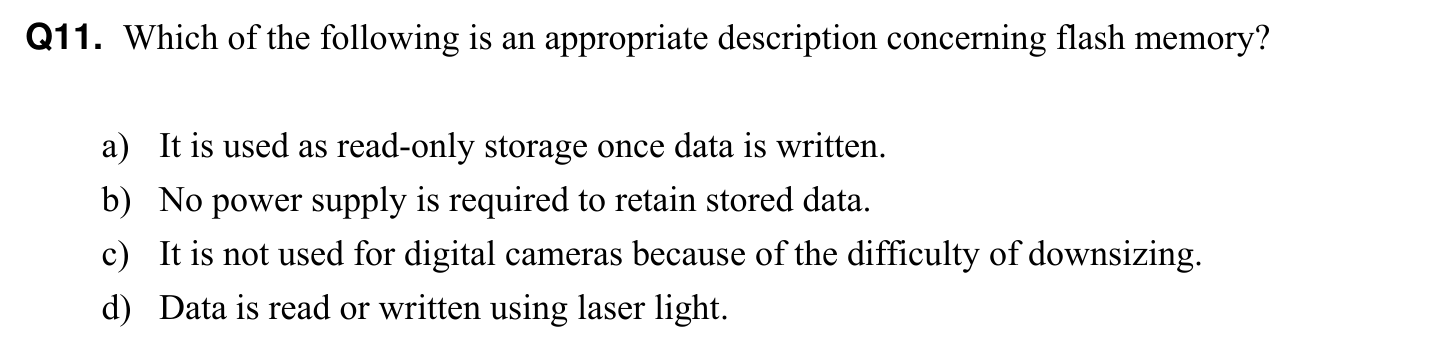 Q11. Which of the following is an appropriate description concerning flash memory?
a) It is used as read-only storage once data is written.
b) No power supply is required to retain stored data.
c) It is not used for digital cameras because of the difficulty of downsizing.
d) Data is read or written using laser light.